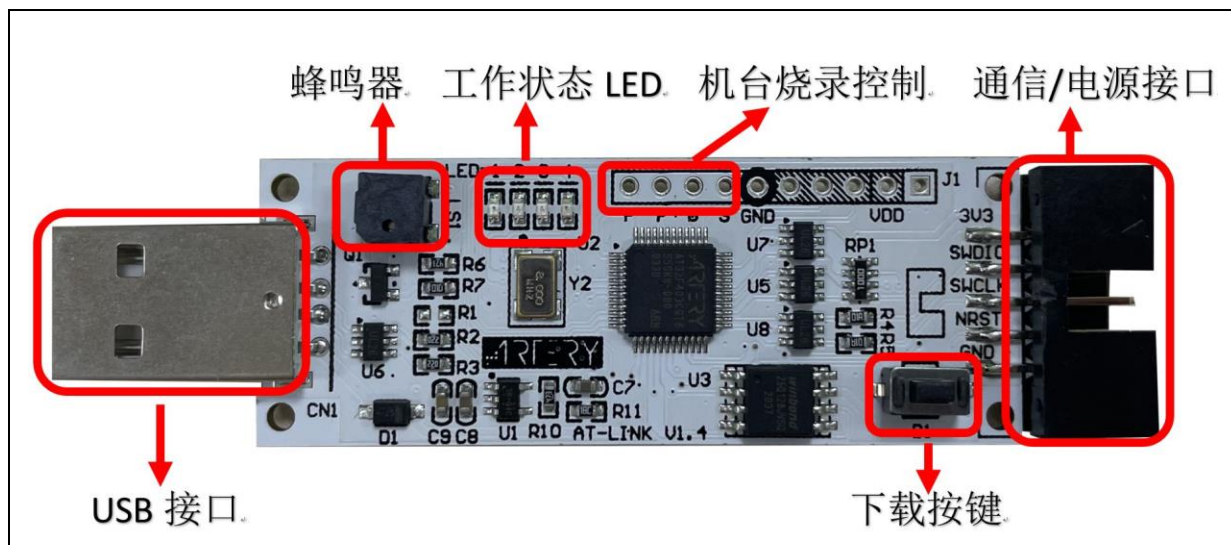 蜂鸣器
工作状态 LED
机台烧录控制
通信/电源接口
J1
GND
VDD
3V3
SWDIO
SWCLK
NRST
GND
LS1
U2
U7
RP1
Q1
R6
R7
Y2
U5
R1
R2
U8
R3
U6
ARTERY
U3
C7
R11
CN1
D1
C9 C8
U1
R10
AT-LINK V1.4
USB 接口
下载按键